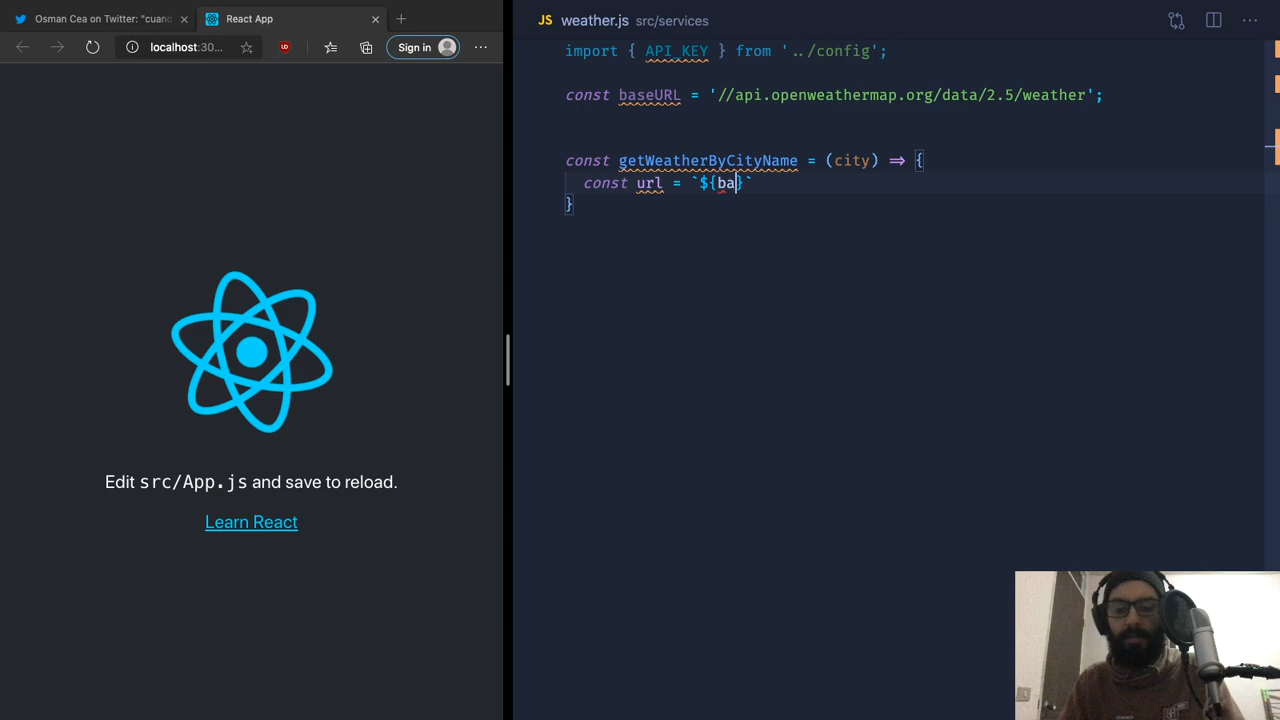 Osman Cea on Twitter: "cuand
React App
localhost:30...
UD
Sign in
Edit src/App.js and save to reload.
Learn React
JS weather.js src/services
import { API_KEY } from '../config';
const baseURL = '//api.openweathermap.org/data/2.5/weather';
const getWeatherByCityName = (city) => {
const url = `${ba}`
}